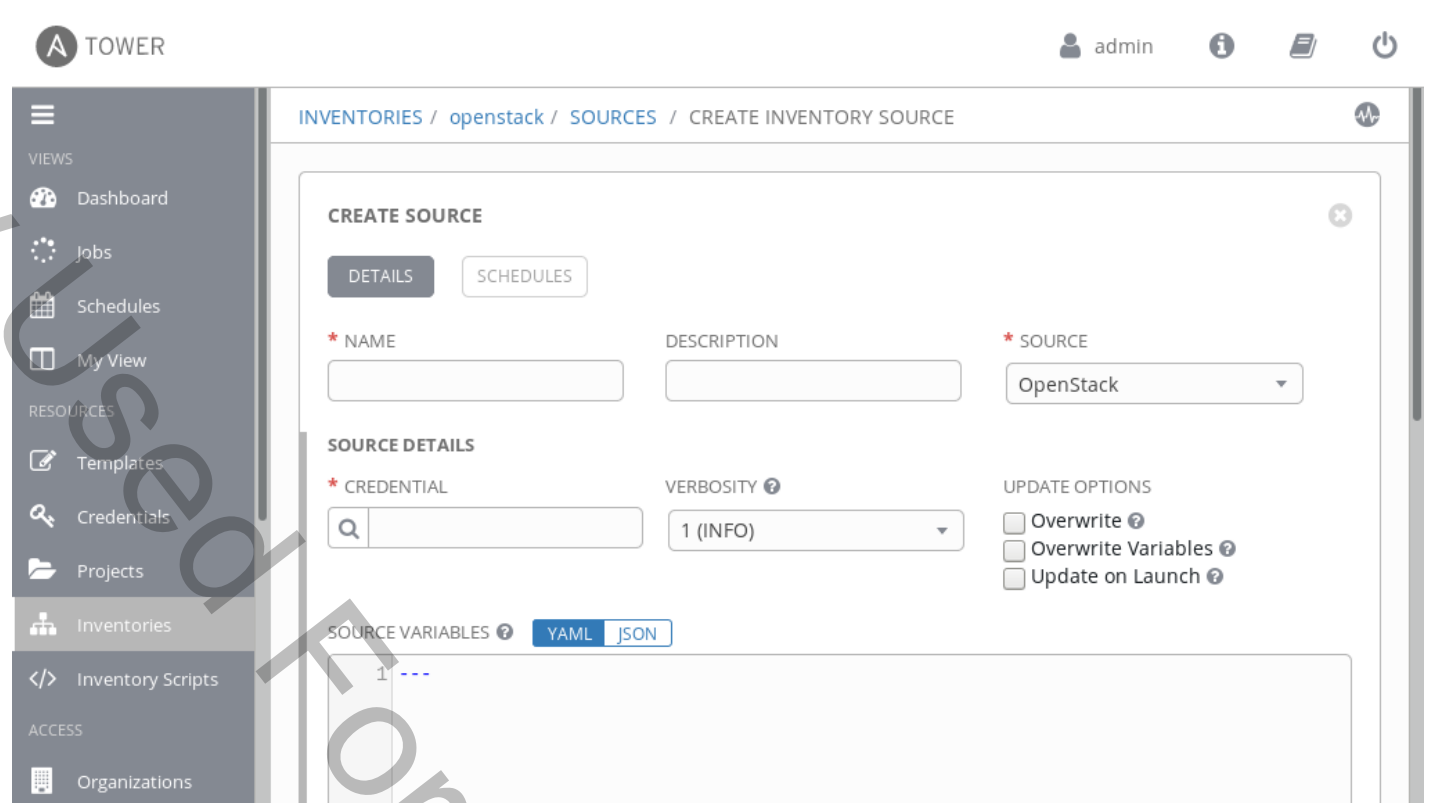 TOWER
admin
INVENTORIES / openstack / SOURCES / CREATE INVENTORY SOURCE
VIEWS
Dashboard
Jobs
Schedules
My View
RESOURCES
Templates
Credentials
Projects
Inventories
Inventory Scripts
ACCESS
Organizations
CREATE SOURCE
DETAILS SCHEDULES
* NAME DESCRIPTION * SOURCE
OpenStack
SOURCE DETAILS
* CREDENTIAL VERBOSITY UPDATE OPTIONS
1 (INFO)
Overwrite
Overwrite Variables
Update on Launch
SOURCE VARIABLES YAML JSON
1 ---
Used For